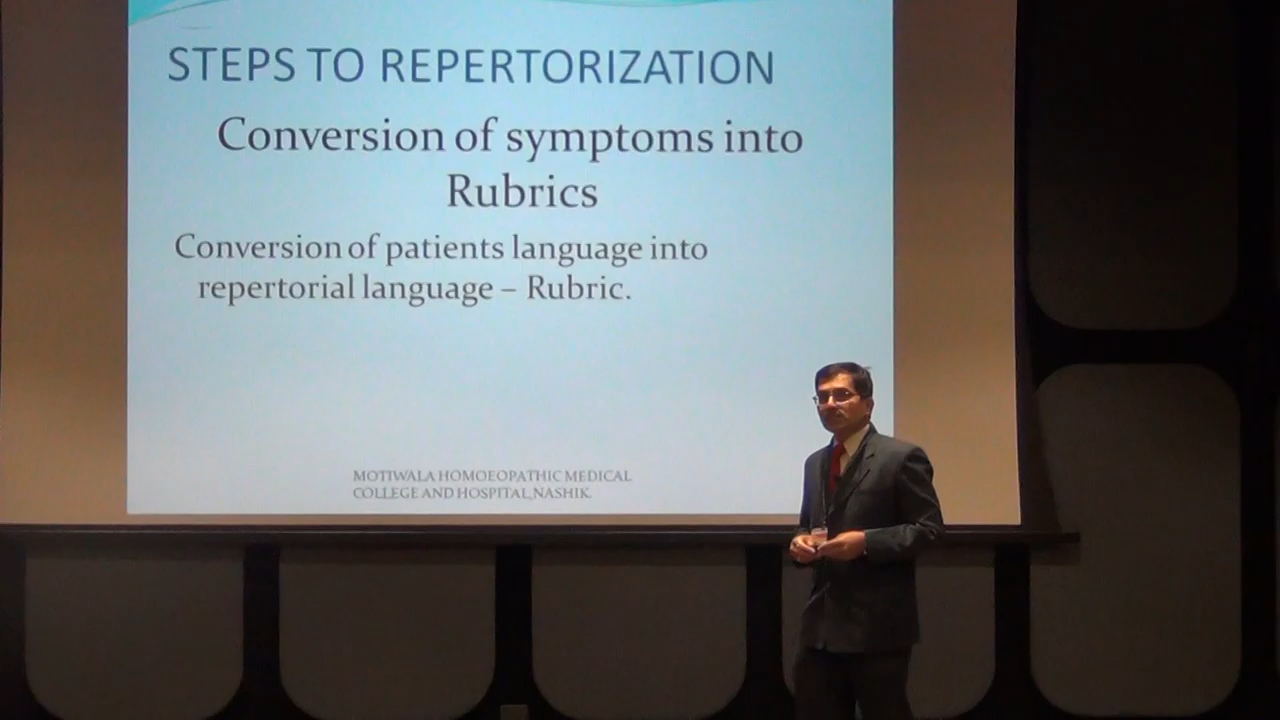 STEPS TO REPERTORIZATION
Conversion of symptoms into
Rubrics
Conversion of patients language into
repertorial language – Rubric.
MOTIWALA HOMOEOPATHIC MEDICAL
COLLEGE AND HOSPITAL,NASHIK.